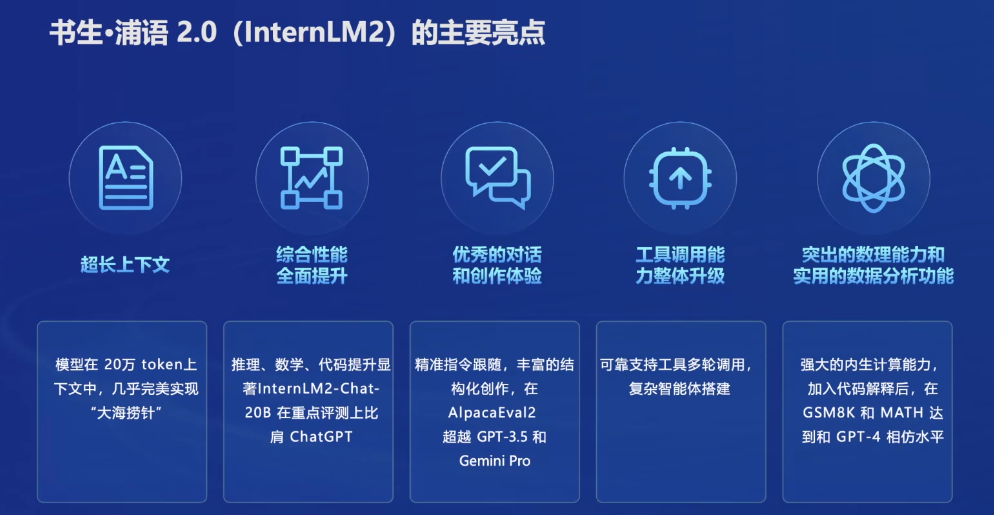 书生•浦语 2.0（InternLM2）的主要亮点
超长上下文
模型在 20万 token上
下文中，几乎完美实现
“大海捞针”
综合性能
全面提升
推理、数学、代码提升显
著InternLM2-Chat-
20B 在重点评测上比
肩 ChatGPT
优秀的对话
和创作体验
精准指令跟随，丰富的结
构化创作，在
AlpacaEval2
超越 GPT-3.5 和
Gemini Pro
工具调用能
力整体升级
可靠支持工具多轮调用，
复杂智能体搭建
突出的数理能力和
实用的数据分析功能
强大的内生计算能力，
加入代码解释后，在
GSM8K 和 MATH 达
到和 GPT-4 相仿水平